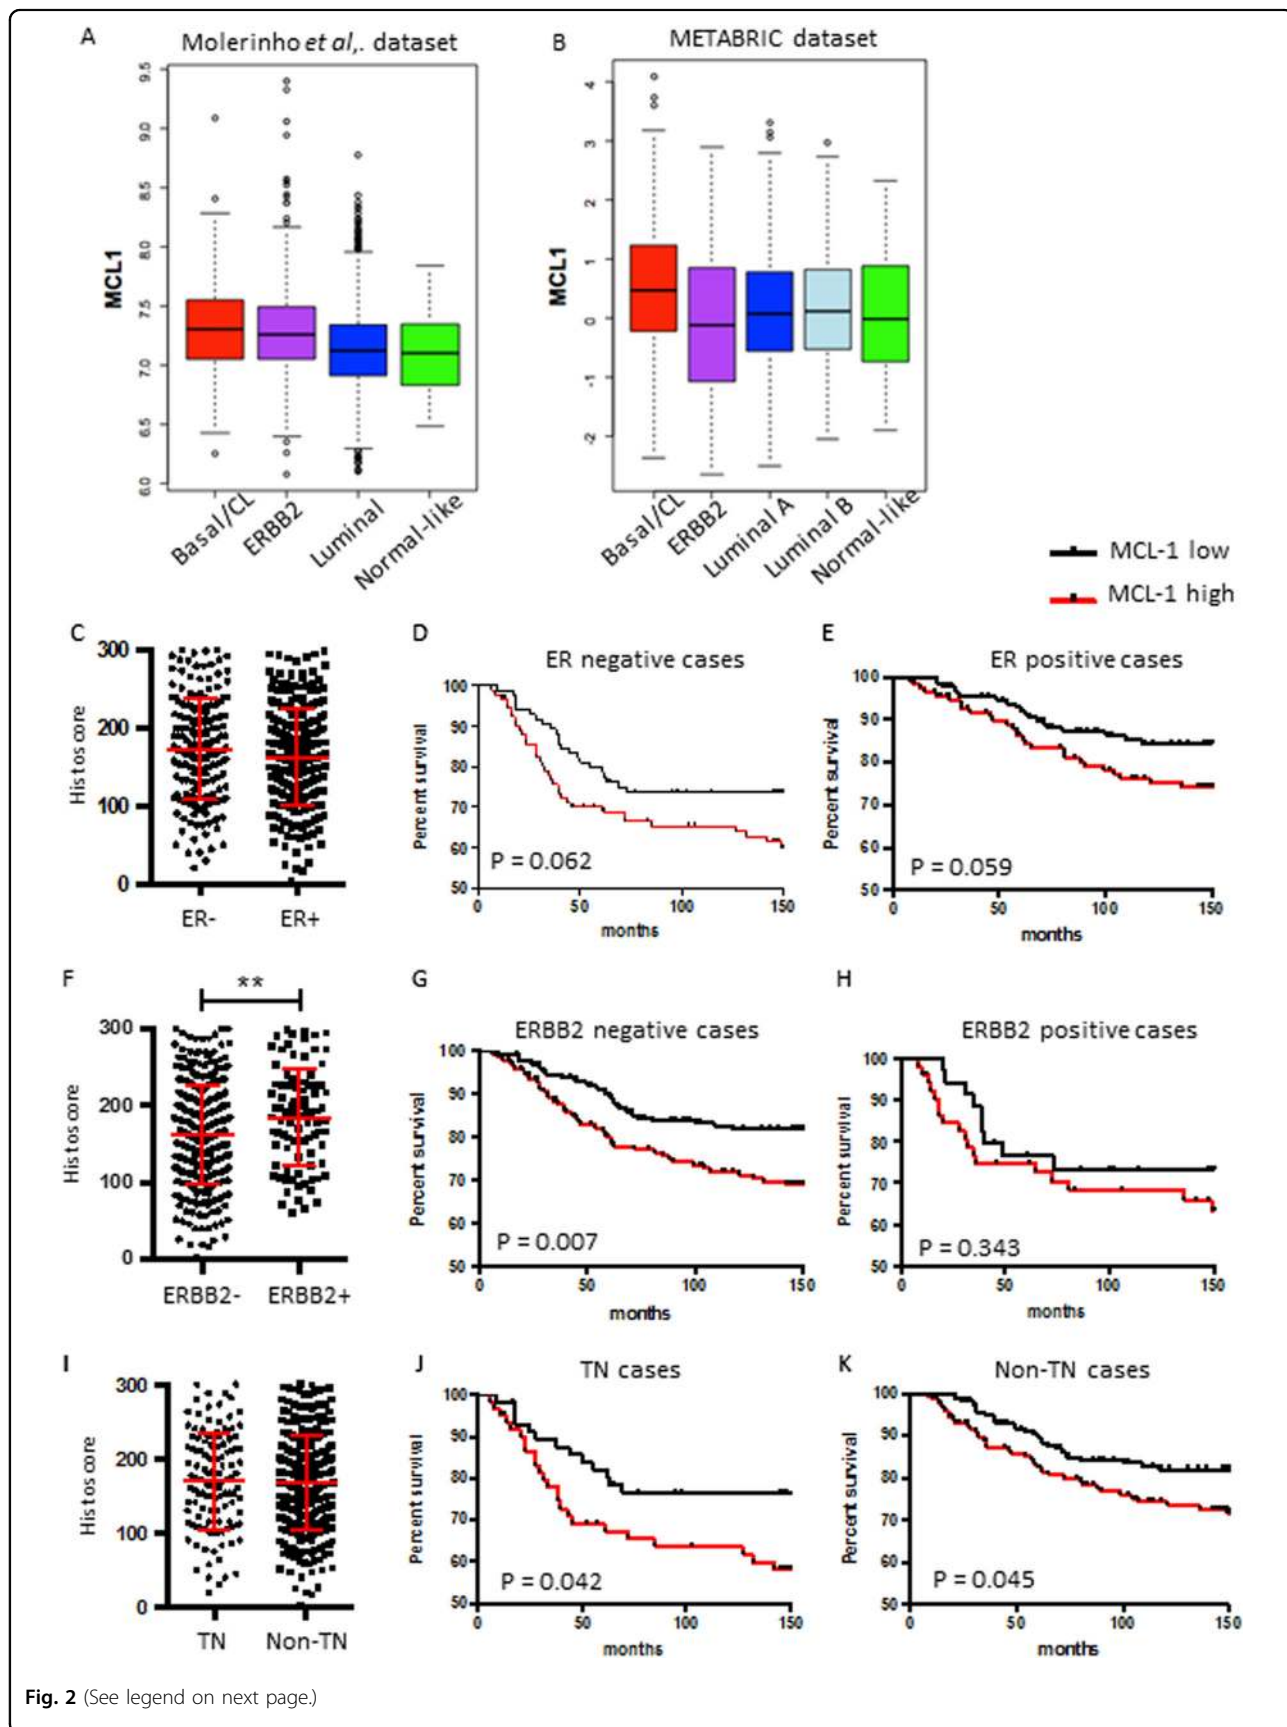 A
Molerinho et al,. dataset
MCL1
9.5
9.0
8.5
8.0
7.5
7.0
6.5
6.0
Basal/CL
ERBB2
Luminal
Normal-like
B
METABRIC dataset
MCL1
4
3
2
1
0
-1
-2
Basal/CL
ERBB2
Luminal A
Luminal B
Normal-like
MCL-1 low
MCL-1 high
C
Histoscore
300
200
100
0
ER-
ER+
D
ER negative cases
Percent survival
100
90
80
70
60
50
P = 0.062
0
50
100
150
months
E
ER positive cases
Percent survival
100
90
80
70
60
50
P = 0.059
0
50
100
150
months
F
**
Histoscore
300
200
100
0
ERBB2-
ERBB2+
G
ERBB2 negative cases
Percent survival
100
90
80
70
60
50
P = 0.007
0
50
100
150
months
H
ERBB2 positive cases
Percent survival
100
90
80
70
60
50
P = 0.343
0
50
100
150
months
I
Histoscore
300
200
100
0
TN
Non-TN
J
TN cases
Percent survival
100
90
80
70
60
50
P = 0.042
0
50
100
150
months
K
Non-TN cases
Percent survival
100
90
80
70
60
50
P = 0.045
0
50
100
150
months
Fig. 2 (See legend on next page.)